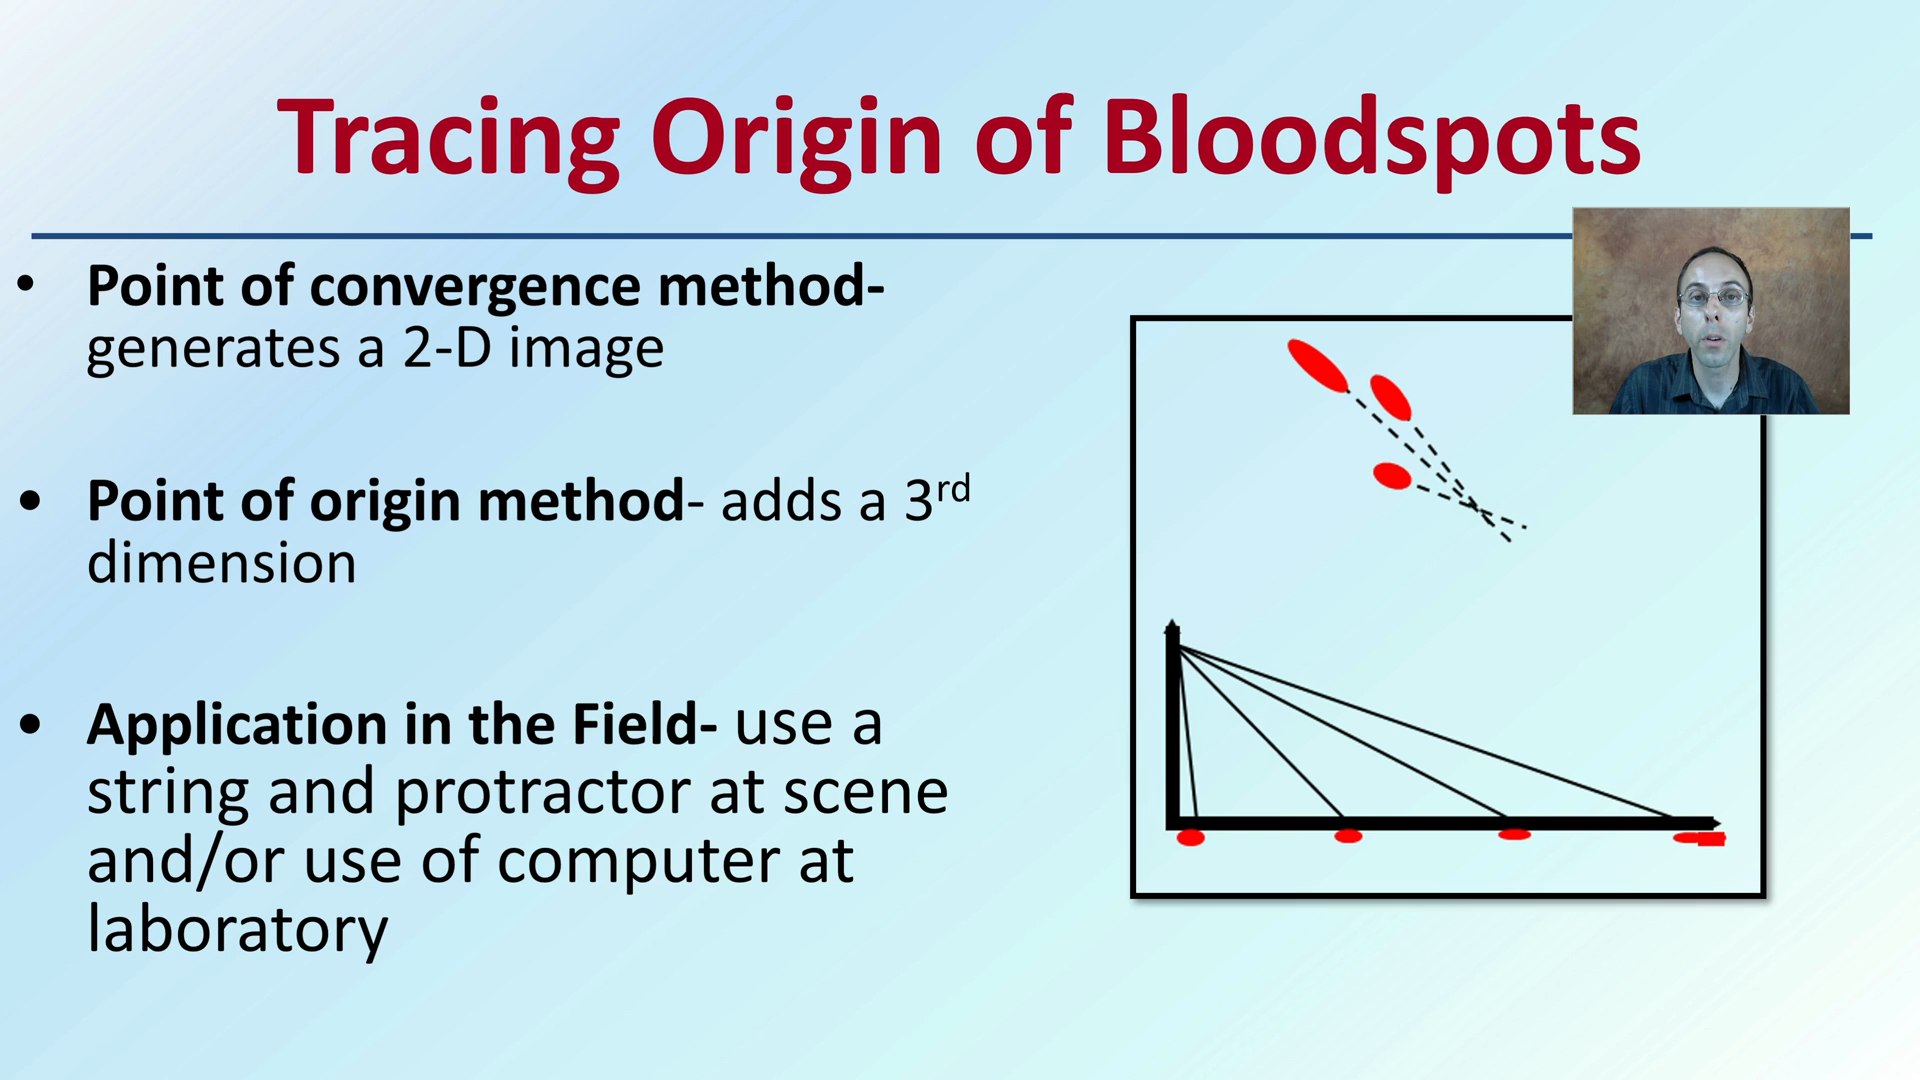 Tracing Origin of Bloodspots
• Point of convergence method-
generates a 2-D image
• Point of origin method- adds a 3rd
dimension
• Application in the Field- use a
string and protractor at scene
and/or use of computer at
laboratory